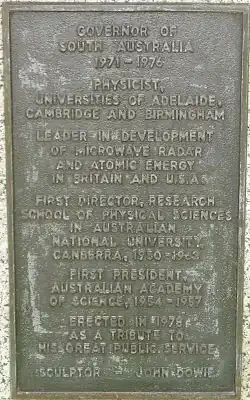 GOVERNOR OF
SOUTH AUSTRALIA
1971-1976
PHYSICIST,
UNIVERSITIES OF ADELAIDE,
CAMBRIDGE AND BIRMINGHAM
LEADER IN DEVELOPMENT
OF MICROWAVE RADAR
AND ATOMIC ENERGY
IN BRITAIN AND U.S.A.
FIRST DIRECTOR, RESEARCH
SCHOOL OF PHYSICAL SCIENCES
IN AUSTRALIAN
NATIONAL UNIVERSITY,
CANBERRA, 1950-1963
FIRST PRESIDENT,
AUSTRALIAN ACADEMY
OF SCIENCE, 1954-1957
ERECTED IN 1978
AS A TRIBUTE TO
HIS GREAT PUBLIC SERVICE
SCULPTOR JOHN DOWIE